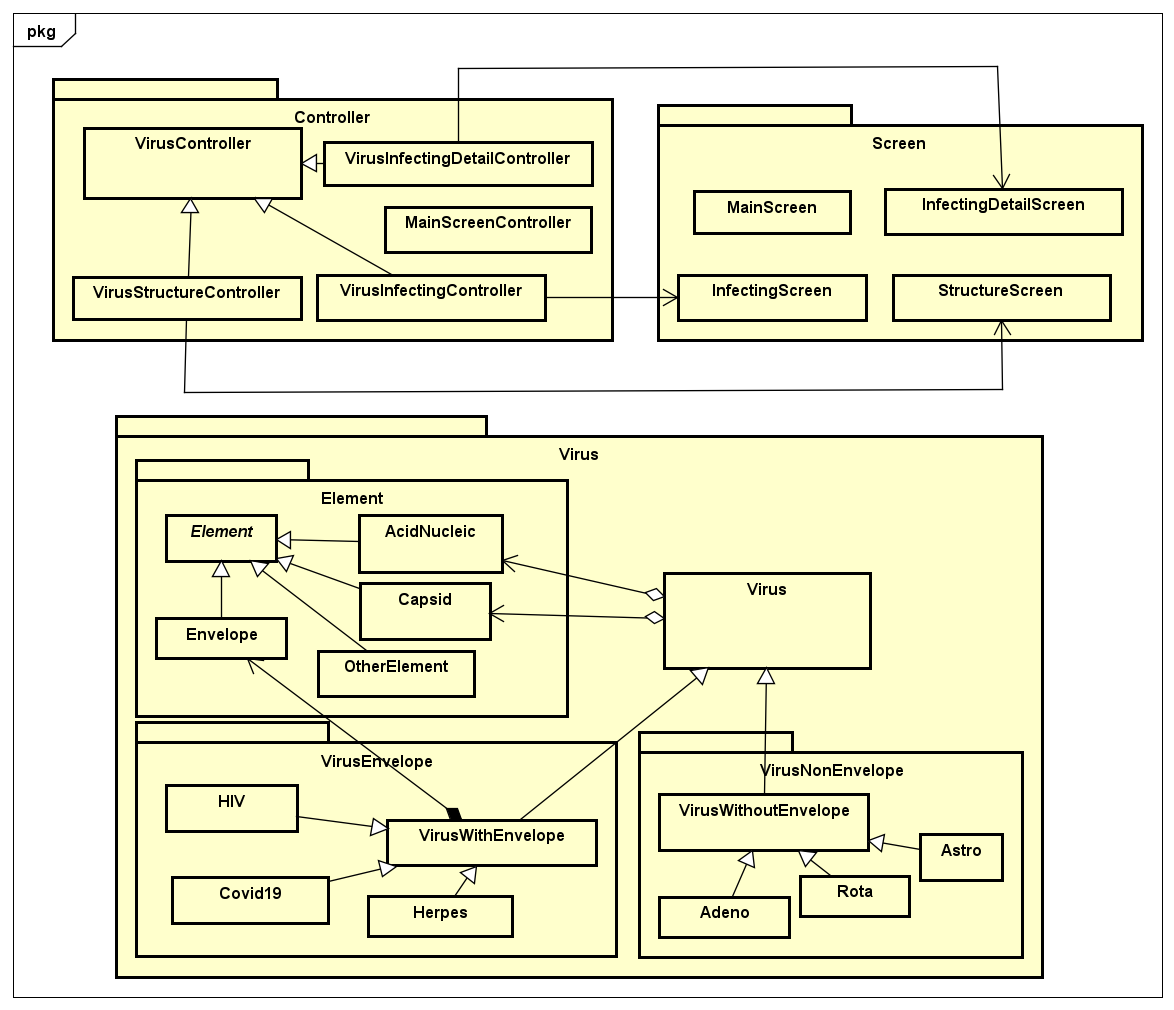 pkg
Controller
VirusController
VirusInfectingDetailController
MainScreenController
VirusStructureController
VirusInfectingController
Screen
MainScreen
InfectingDetailScreen
InfectingScreen
StructureScreen
Virus
Element
Element
AcidNucleic
Capsid
Envelope
OtherElement
Virus
VirusEnvelope
HIV
VirusWithEnvelope
Covid19
Herpes
VirusNonEnvelope
VirusWithoutEnvelope
Astro
Rota
Adeno